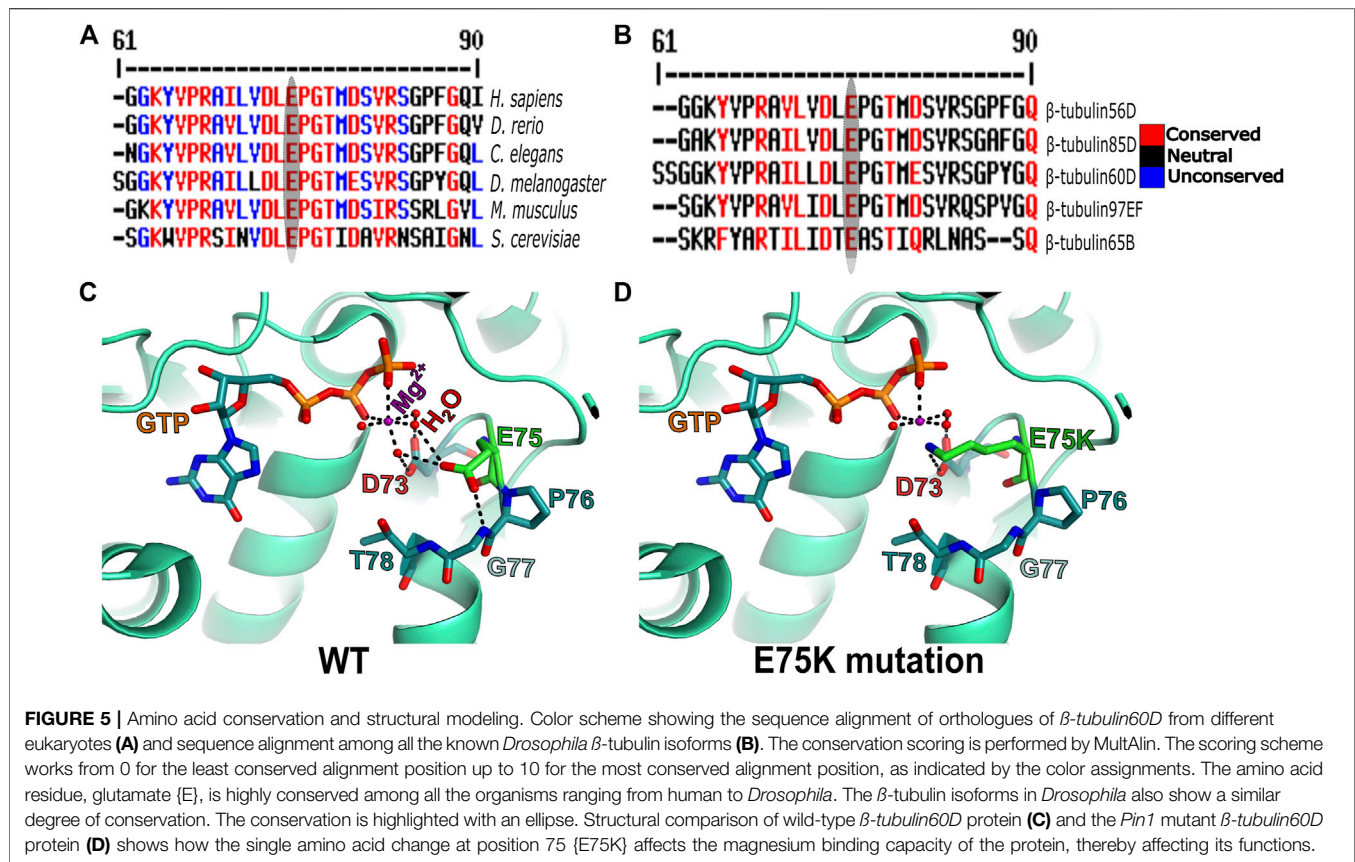 A
61 90
|----------------------------|
-GGKYVPRAILVDLEPGTMDSVRSGPFGQI H. sapiens
-GGKYVPRAVLVDLEPGTMDSVRSGPFGQV D. rerio
-NGKYVPRAVLVDLEPGTMDSVRSGPFGQL C. elegans
SGGKYVPRAILLDLEPGTMESVRSGPYGQL D. melanogaster
-GKKYVPRAVLVDLEPGTMDSIRSSRLGVL M. musculus
-SGKWVPRSINVDLEPGTIDAVRNSAIGNL S. cerevisiae
B
61 90
|----------------------------|
--GGKYVPRAVLVDLEPGTMDSVRSGPFGQ β-tubulin56D
--GAKYVPRAILVDLEPGTMDSVRSGAFGQ β-tubulin85D
SSGGKYVPRAILLDLEPGTMESVRSGPYGQ β-tubulin60D
--SGKYVPRAVLIDLEPGTMDSVRQSPVGQ β-tubulin97EF
--SKRFYARTILIDTEASTIQRLNAS--SQ β-tubulin65B
Conserved
Neutral
Unconserved
C
GTP
Mg2+
H2O
E75
D73
P76
T78
G77
WT
D
GTP
E75K
D73
P76
T78
G77
E75K mutation
FIGURE 5 | Amino acid conservation and structural modeling. Color scheme showing the sequence alignment of orthologues of β-tubulin60D from different
eukaryotes (A) and sequence alignment among all the known Drosophila β-tubulin isoforms (B). The conservation scoring is performed by MultAlin. The scoring scheme
works from 0 for the least conserved alignment position up to 10 for the most conserved alignment position, as indicated by the color assignments. The amino acid
residue, glutamate {E}, is highly conserved among all the organisms ranging from human to Drosophila. The β-tubulin isoforms in Drosophila also show a similar
degree of conservation. The conservation is highlighted with an ellipse. Structural comparison of wild-type β-tubulin60D protein (C) and the Pin1 mutant β-tubulin60D
protein (D) shows how the single amino acid change at position 75 {E75K} affects the magnesium binding capacity of the protein, thereby affecting its functions.